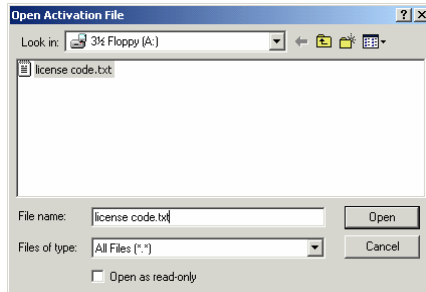 Open Activation File
Look in: 3½ Floppy (A:)
license code.txt
File name: license code.txt Open
Files of type: All Files (*.*) Cancel
Open as read-only